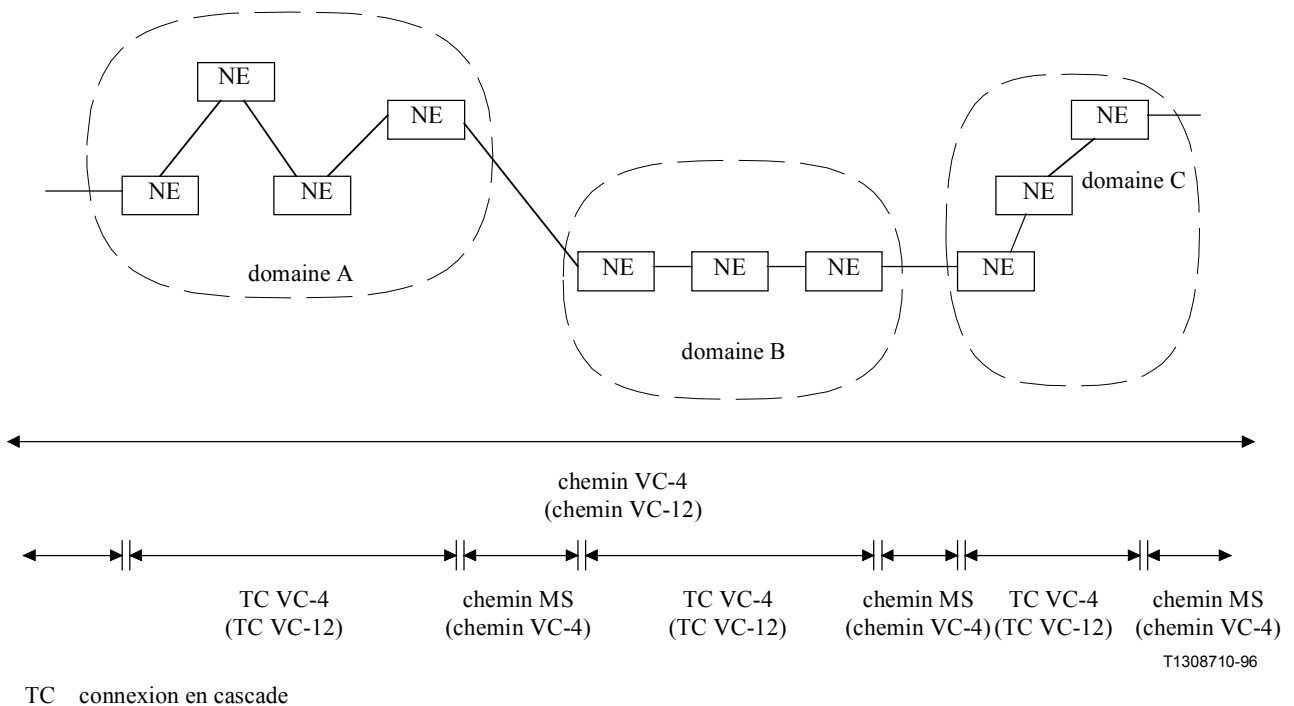 NE
NE
NE
NE
domaine A
NE
NE
NE
domaine B
NE
NE
NE
domaine C
chemin VC-4
(chemin VC-12)
TC VC-4
(TC VC-12)
chemin MS
(chemin VC-4)
TC VC-4
(TC VC-12)
chemin MS
(chemin VC-4)
TC VC-4
(TC VC-12)
chemin MS
(chemin VC-4)
T1308710-96
TC connexion en cascade